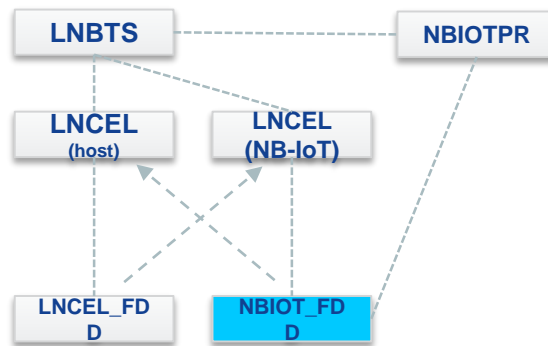 LNBTS
NBIOTPR
LNCEL
(host)
LNCEL
(NB-IoT)
LNCEL_FD
D
NBIOT_FD
D